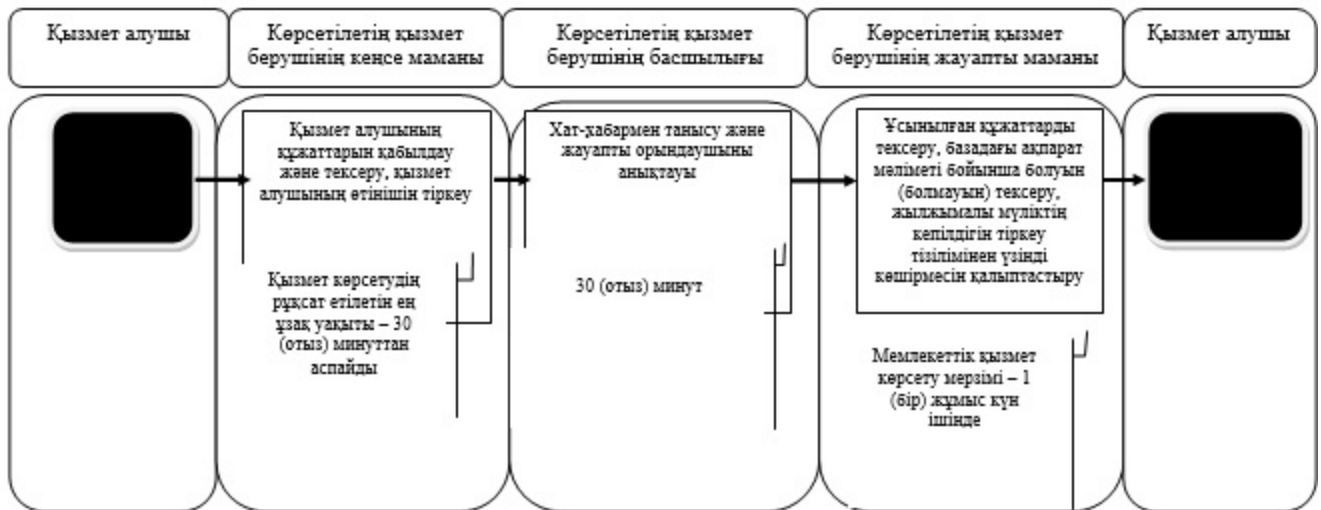 Қызмет алушы
Көрсетілетін қызмет
берушінің кеңсе маманы
Көрсетілетін қызмет
берушінің басшылығы
Көрсетілетін қызмет
берушінің жауапты маманы
Қызмет алушы
Қызмет алушының
құжаттарын қабылдау
және тексеру, қызмет
алушының өтінішін тіркеу
Қызмет көрсетудің
рұқсат етілетін ең
ұзақ уақыты – 30
(отыз) минуттан
аспайды
Хат-хабармен танысу және
жауапты орындаушыны
анықтауы
30 (отыз) минут
Ұсынылған құжаттарды
тексеру, базадағы ақпарат
мәліметі бойынша болуын
(болмауын) тексеру,
жылжымалы мүліктің
кепілдігін тіркеу
тізілімінен үзінді
көшірмесін қалыптастыру
Мемлекеттік қызмет
көрсету мерзімі – 1
(бір) жұмыс күн
ішінде